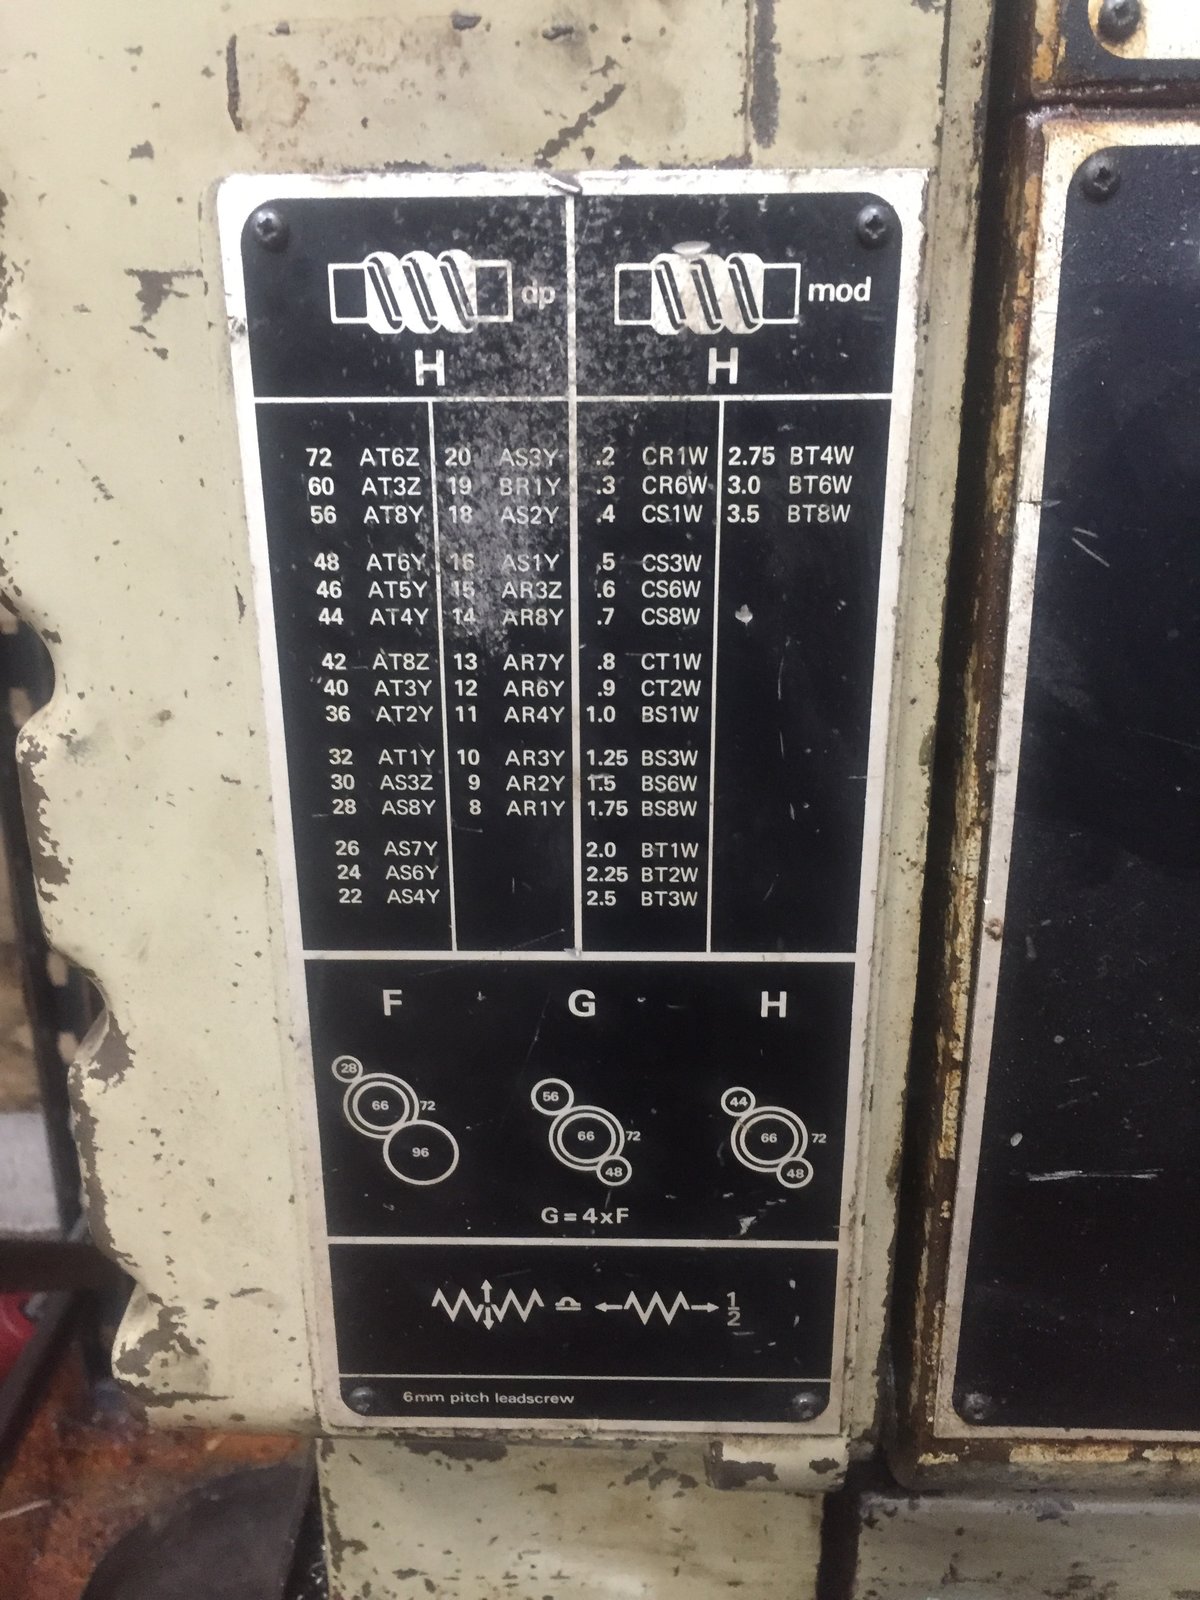 dp mod
H H
72 AT6Z 20 AS3Y .2 CR1W 2.75 BT4W
60 AT3Z 19 BR1Y .3 CR6W 3.0 BT6W
56 AT8Y 18 AS2Y .4 CS1W 3.5 BT8W
48 AT6Y 16 AS1Y .5 CS3W
46 AT5Y 15 AR3Z .6 CS6W
44 AT4Y 14 AR8Y .7 CS8W
42 AT8Z 13 AR7Y .8 CT1W
40 AT3Y 12 AR6Y .9 CT2W
36 AT2Y 11 AR4Y 1.0 BS1W
32 AT1Y 10 AR3Y 1.25 BS3W
30 AS3Z 9 AR2Y 1.5 BS6W
28 AS8Y 8 AR1Y 1.75 BS8W
26 AS7Y 2.0 BT1W
24 AS6Y 2.25 BT2W
22 AS4Y 2.5 BT3W
F G H
28 66 72 96
56 66 72 48
44 66 72 48
G=4xF
1/2
6mm pitch leadscrew